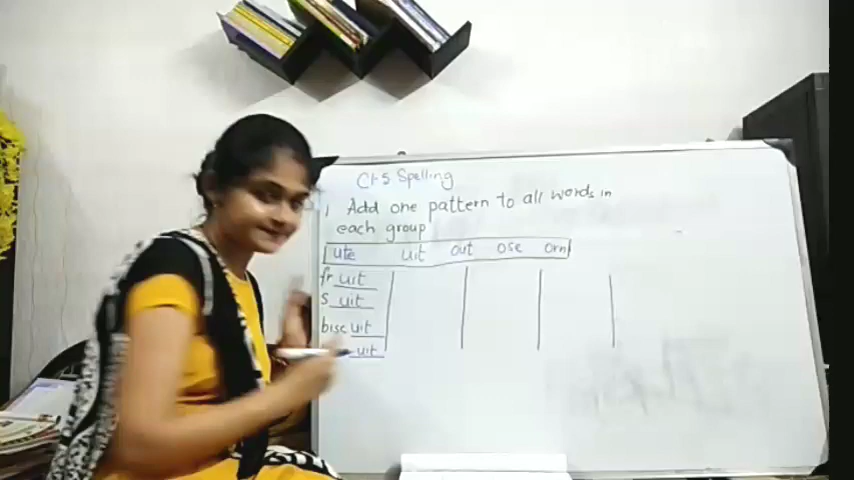 Cl-5 Spelling
1 Add one pattern to all words in
each group
ute uit out ose orn
fr uit
s uit
bisc uit
uit